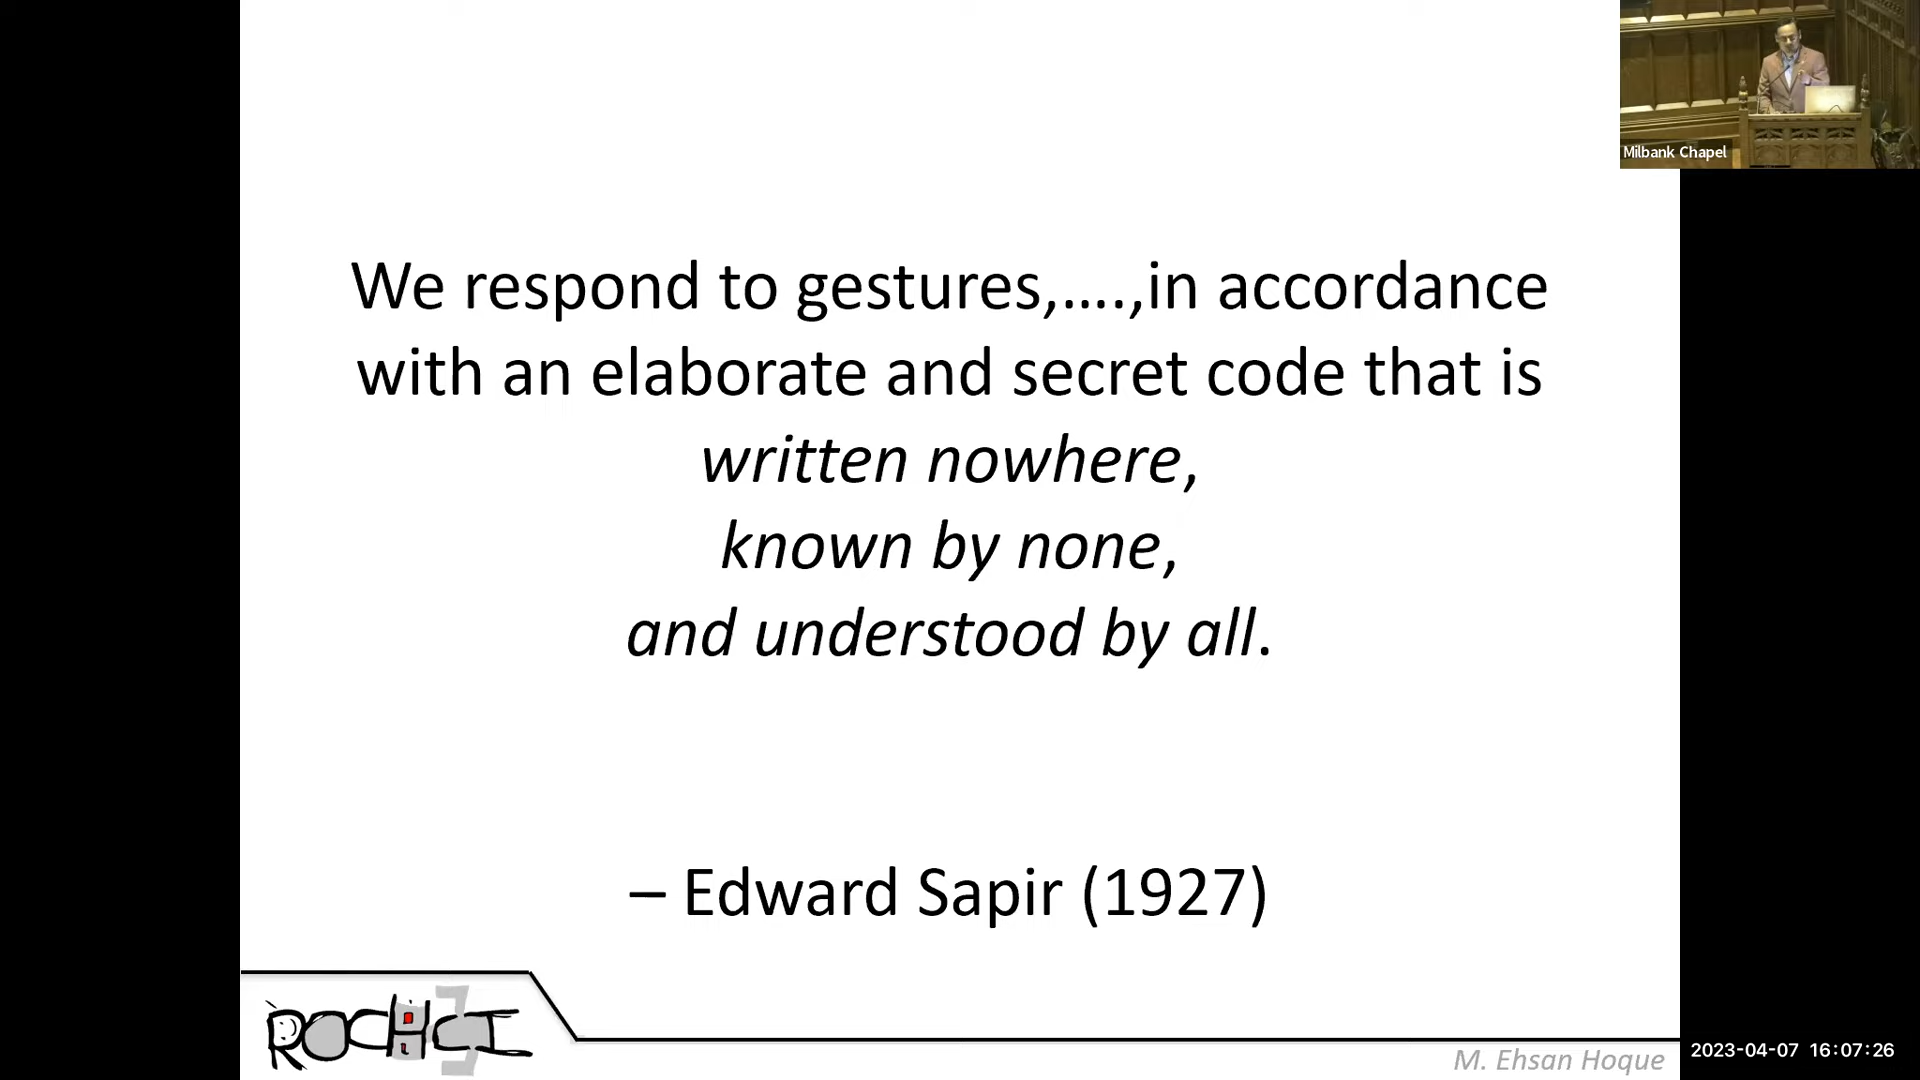 Milbank Chapel
We respond to gestures,....,in accordance
with an elaborate and secret code that is
written nowhere,
known by none,
and understood by all.
– Edward Sapir (1927)
ROCHCI
M. Ehsan Hoque
2023-04-07 16:07:26